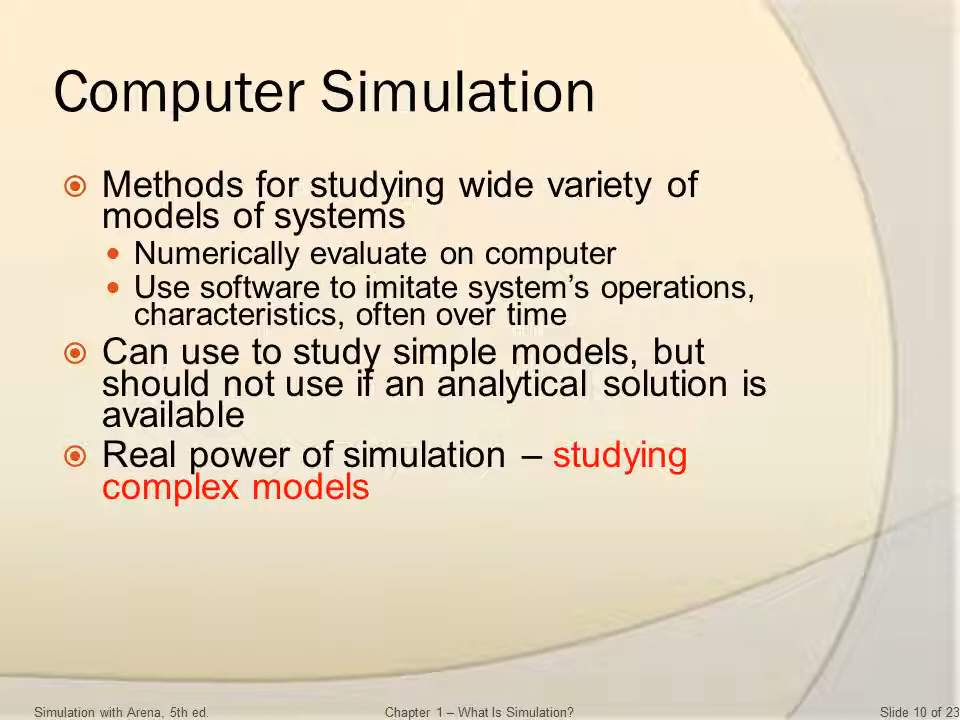 Computer Simulation
Methods for studying wide variety of
models of systems
Numerically evaluate on computer
Use software to imitate system’s operations,
characteristics, often over time
Can use to study simple models, but
should not use if an analytical solution is
available
Real power of simulation – studying
complex models
Simulation with Arena, 5th ed.
Chapter 1 – What Is Simulation?
Slide 10 of 23